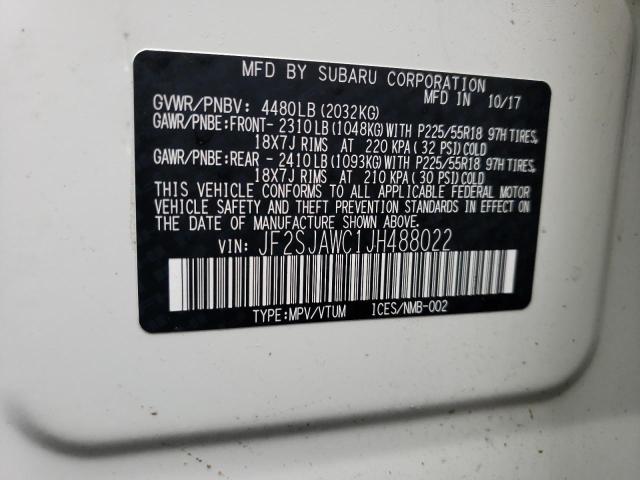 MFD BY SUBARU CORPORATION
MFD IN 10/17
GVWR/PNBV: 4480LB (2032KG)
GAWR/PNBE:FRONT- 2310LB (1048KG) WITH P225/55R18 97H TIRES,
18X7J RIMS AT 220 KPA ( 32 PSI) COLD
GAWR/PNBE:REAR - 2410LB (1093KG) WITH P225/55R18 97H TIRES,
18X7J RIMS AT 210 KPA ( 30 PSI) COLD
THIS VEHICLE CONFORMS TO ALL APPLICABLE FEDERAL MOTOR
VEHICLE SAFETY AND THEFT PREVENTION STANDARDS IN EFFECT ON
THE DATE OF MANUFACTURE SHOWN ABOVE.
VIN: JF2SJAWC1JH488022
TYPE:MPV/VTUM ICES/NMB-002